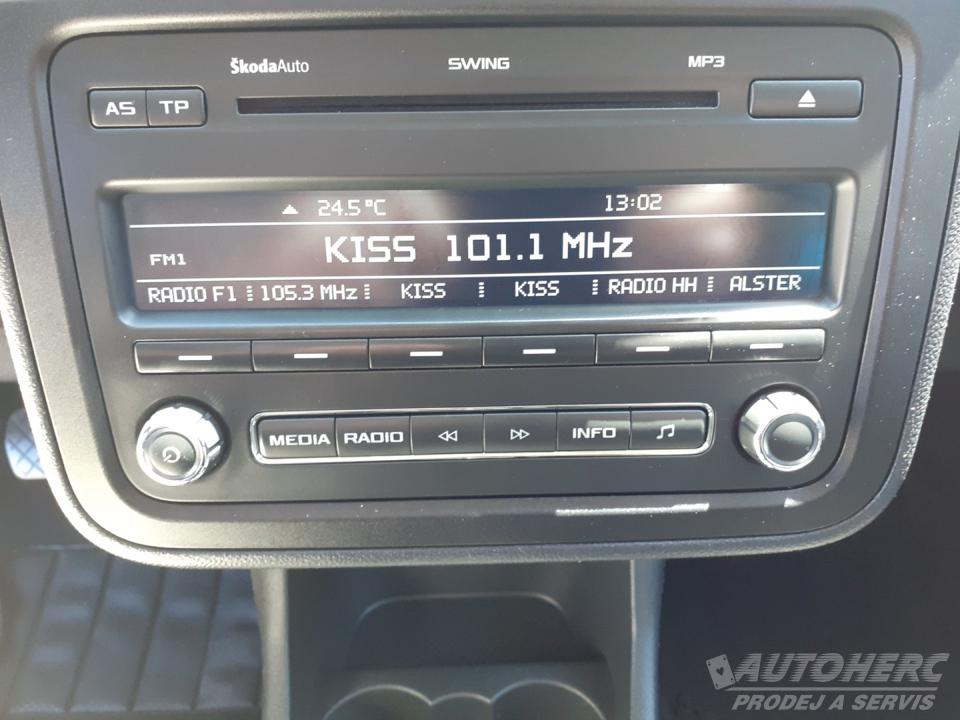 ŠkodaAuto SWING MP3
AS TP
24.5°C 13:02
FM1 KISS 101.1 MHz
RADIO F1 105.3 MHz KISS KISS RADIO HH ALSTER
MEDIA RADIO INFO
AUTOHERC
PRODEJ A SERVIS